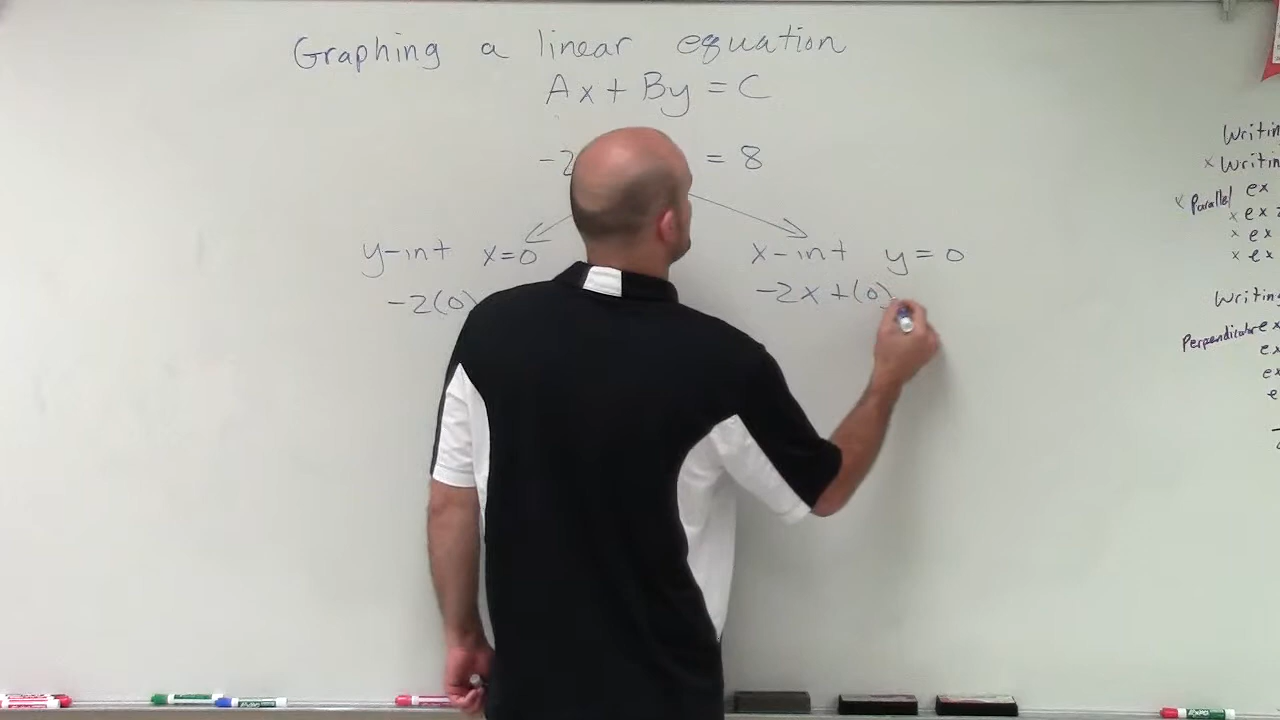 Graphing a linear equation
Ax + By = C
-2 = 8
y-int x=0
x-int y=0
-2(0)
-2x+(0)
Writin
x Writin
x Parallel ex
x ex
x ex
x ex
Writin
Perpendicular ex
ex
ex
e